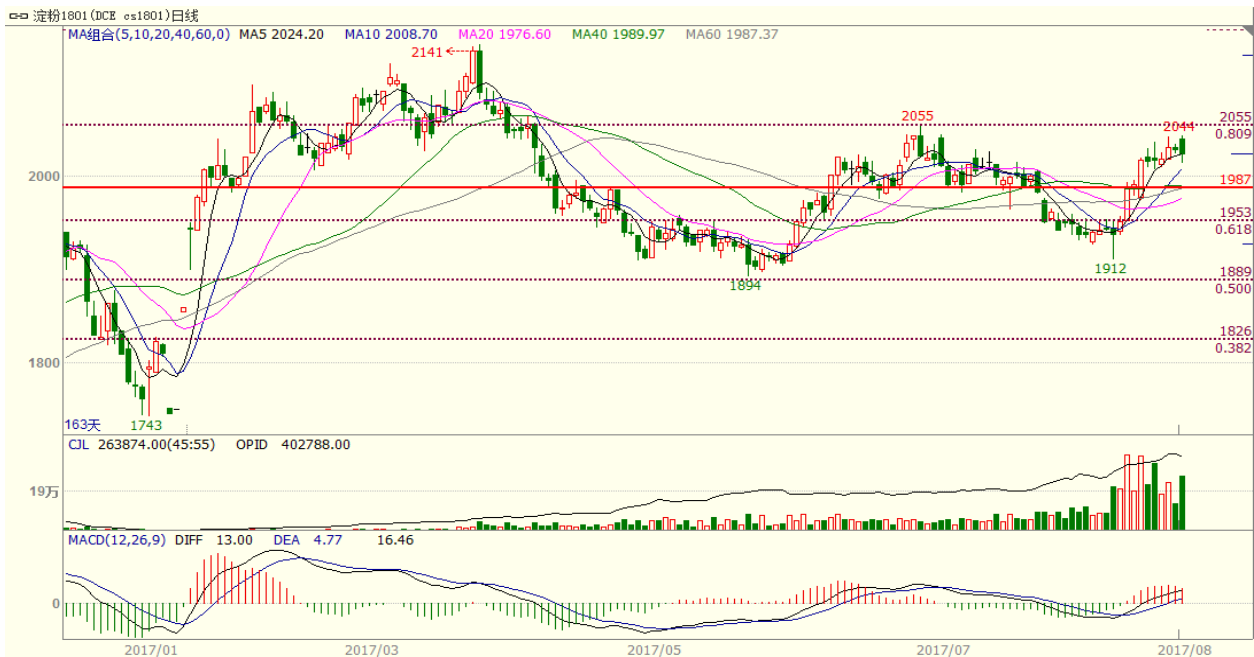 淀粉1801(DCE cs1801)日线
MA组合(5,10,20,40,60,0) MA5 2024.20 MA10 2008.70 MA20 1976.60 MA40 1989.97 MA60 1987.37
2141
2055
2055
2044
0.809
2000
1987
1953
0.618
1912
1894
1889
0.500
1826
0.382
1800
163天
1743
CJL 263874.00(45:55) OPID 402788.00
19万
MACD(12,26,9) DIFF 13.00 DEA 4.77 16.46
0
2017/01 2017/03 2017/05 2017/07 2017/08